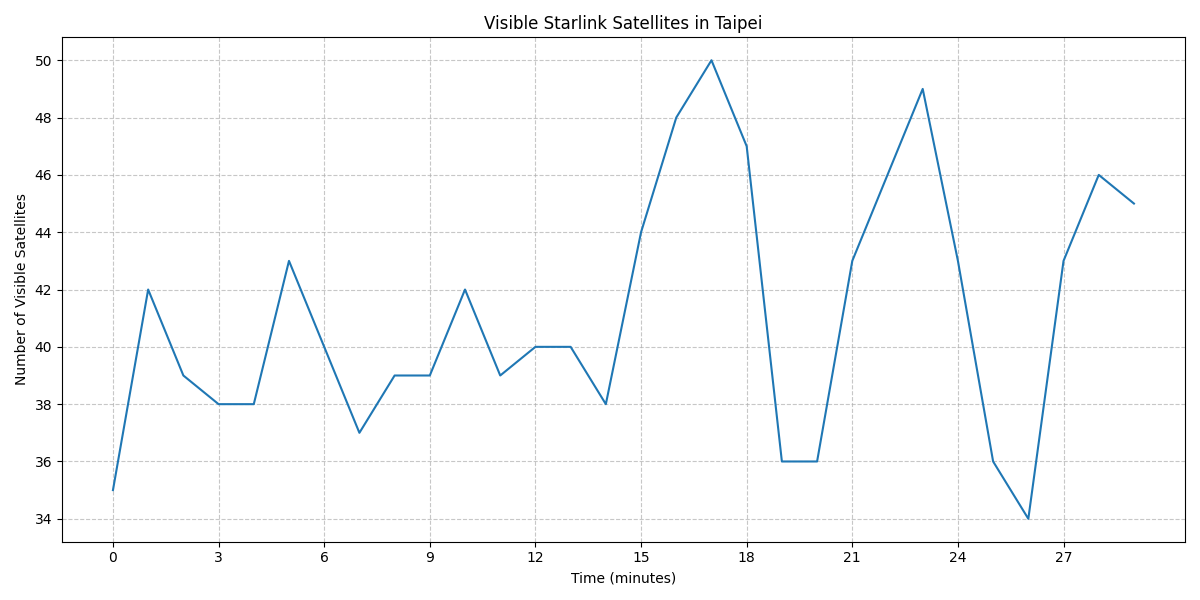 Visible Starlink Satellites in Taipei
Number of Visible Satellites
50
48
46
44
42
40
38
36
34
0 3 6 9 12 15 18 21 24 27
Time (minutes)